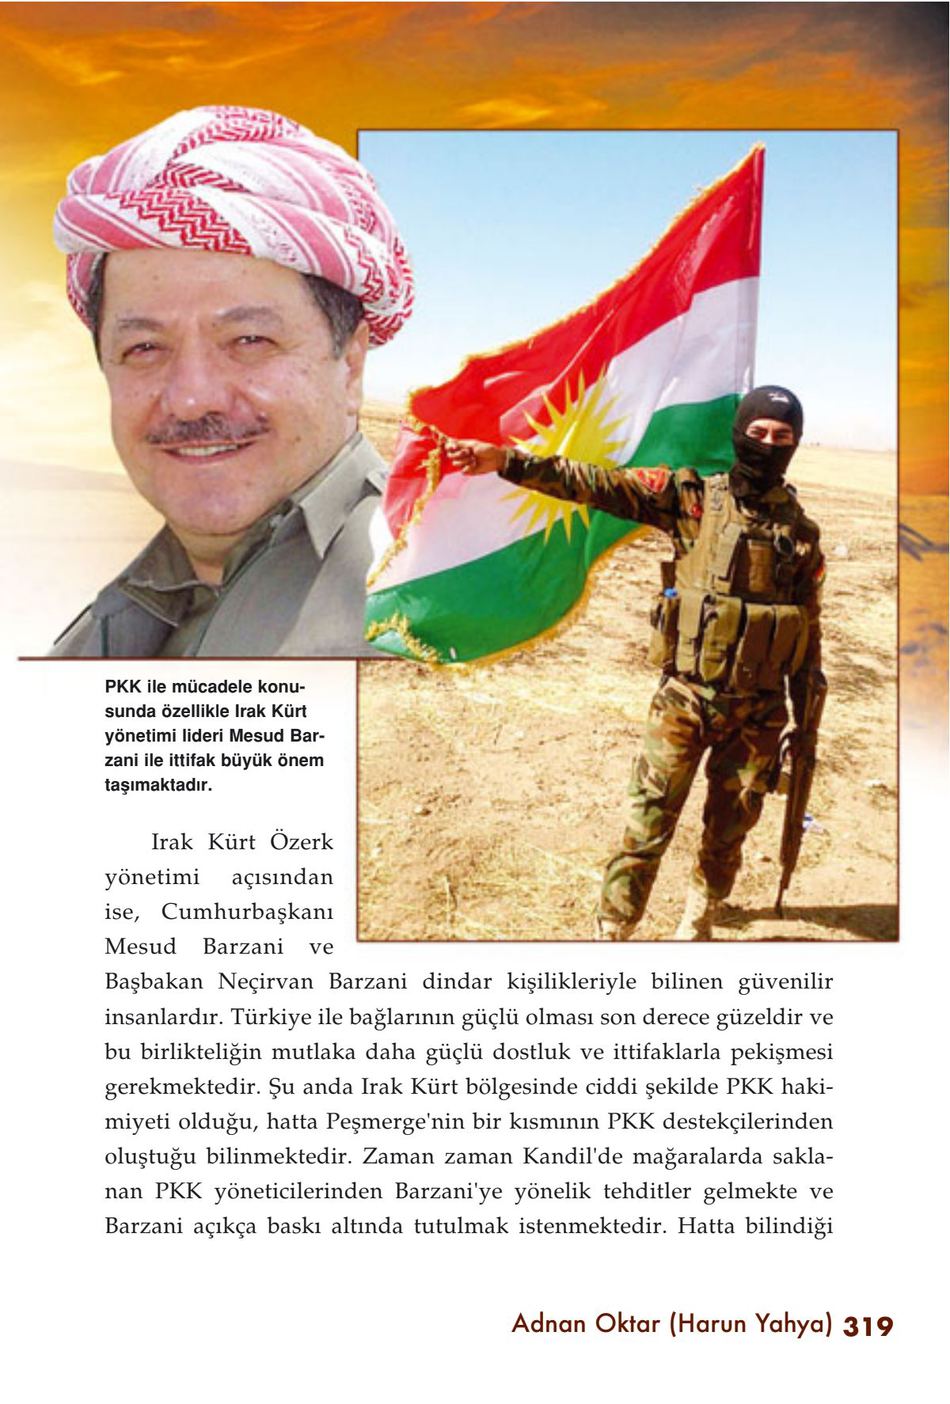 PKK ile mücadele konu-
sunda özellikle Irak Kürt
yönetimi lideri Mesud Bar-
zani ile ittifak büyük önem
taşımaktadır.
Irak Kürt Özerk
yönetimi açısından
ise, Cumhurbaşkanı
Mesud Barzani ve
Başbakan Neçirvan Barzani dindar kişilikleriyle bilinen güvenilir
insanlardır. Türkiye ile bağlarının güçlü olması son derece güzeldir ve
bu birlikteliğin mutlaka daha güçlü dostluk ve ittifaklarla pekişmesi
gerekmektedir. Şu anda Irak Kürt bölgesinde ciddi şekilde PKK haki-
miyeti olduğu, hatta Peşmerge'nin bir kısmının PKK destekçilerinden
oluştuğu bilinmektedir. Zaman zaman Kandil'de mağaralarda sakla-
nan PKK yöneticilerinden Barzani'ye yönelik tehditler gelmekte ve
Barzani açıkça baskı altında tutulmak istenmektedir. Hatta bilindiği
Adnan Oktar (Harun Yahya) 319